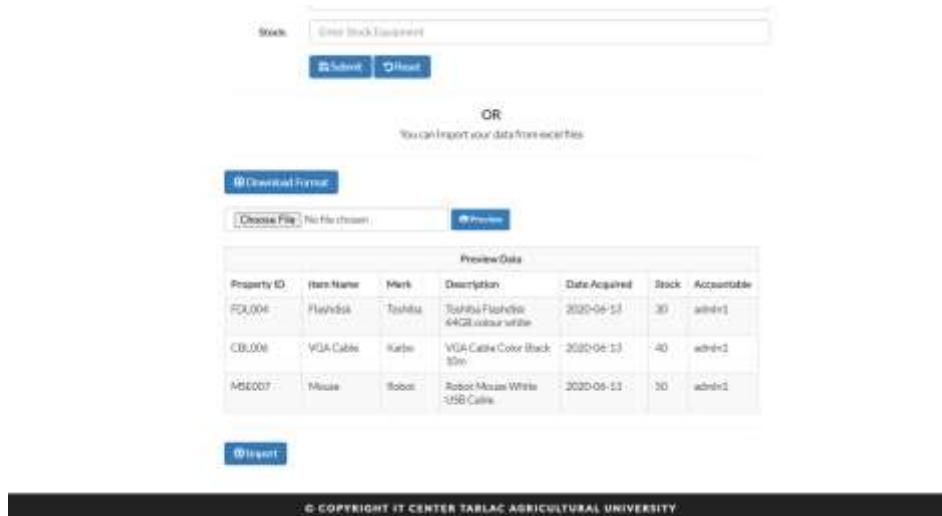 Stock
Enter Stock Equipment
Submit Reset
OR
You can Import your data from excel files
Download Format
Choose File No file chosen Preview
Preview Data
Property ID Item Name Merk Description Date Acquired Stock Accountable
FDL004 Flashdisk Toshiba Toshiba Flashdisk 2020-06-13 30 admin1
64GB colour white
CBL006 VGA Cable VGA Cable Color Black 2020-06-13 40 admin1
10m
MSE007 Mouse Robot Robot Mouse White 2020-06-13 50 admin1
USB Cable
Import
© COPYRIGHT IT CENTER TARLAC AGRICULTURAL UNIVERSITY